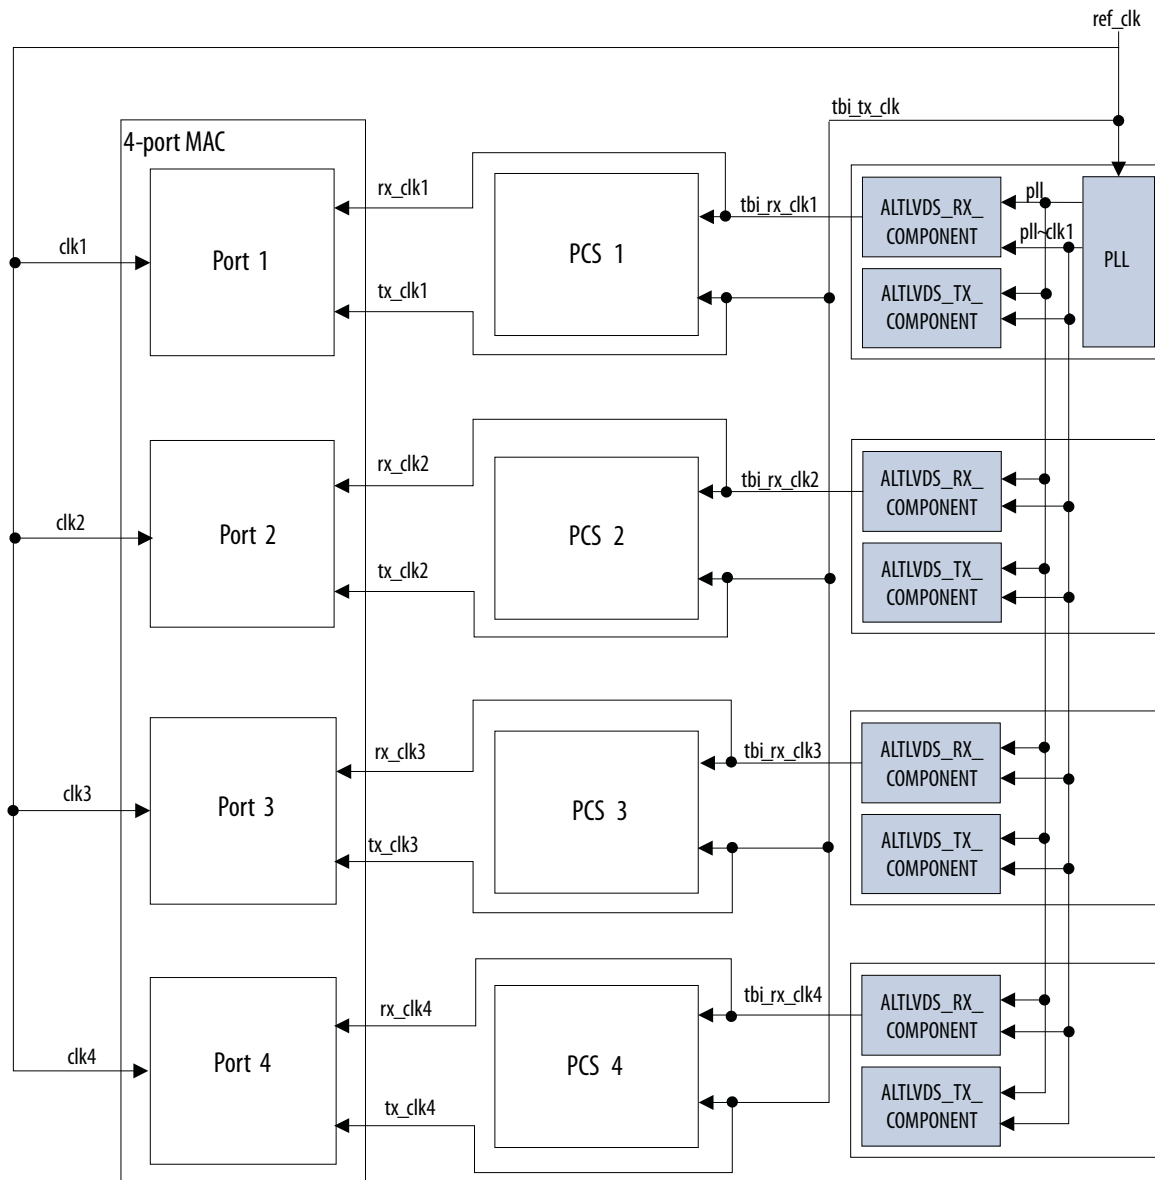 ref_clk
tbi_tx_clk
4-port MAC
rx_clk1
tbi_rx_clk1
ALTLVDS_RX_
COMPONENT
pll
pll~clk1
PLL
clk1
Port 1
PCS 1
tx_clk1
ALTLVDS_TX_
COMPONENT
rx_clk2
tbi_rx_clk2
ALTLVDS_RX_
COMPONENT
clk2
Port 2
PCS 2
tx_clk2
ALTLVDS_TX_
COMPONENT
rx_clk3
tbi_rx_clk3
ALTLVDS_RX_
COMPONENT
clk3
Port 3
PCS 3
tx_clk3
ALTLVDS_TX_
COMPONENT
rx_clk4
tbi_rx_clk4
ALTLVDS_RX_
COMPONENT
clk4
Port 4
PCS 4
tx_clk4
ALTLVDS_TX_
COMPONENT